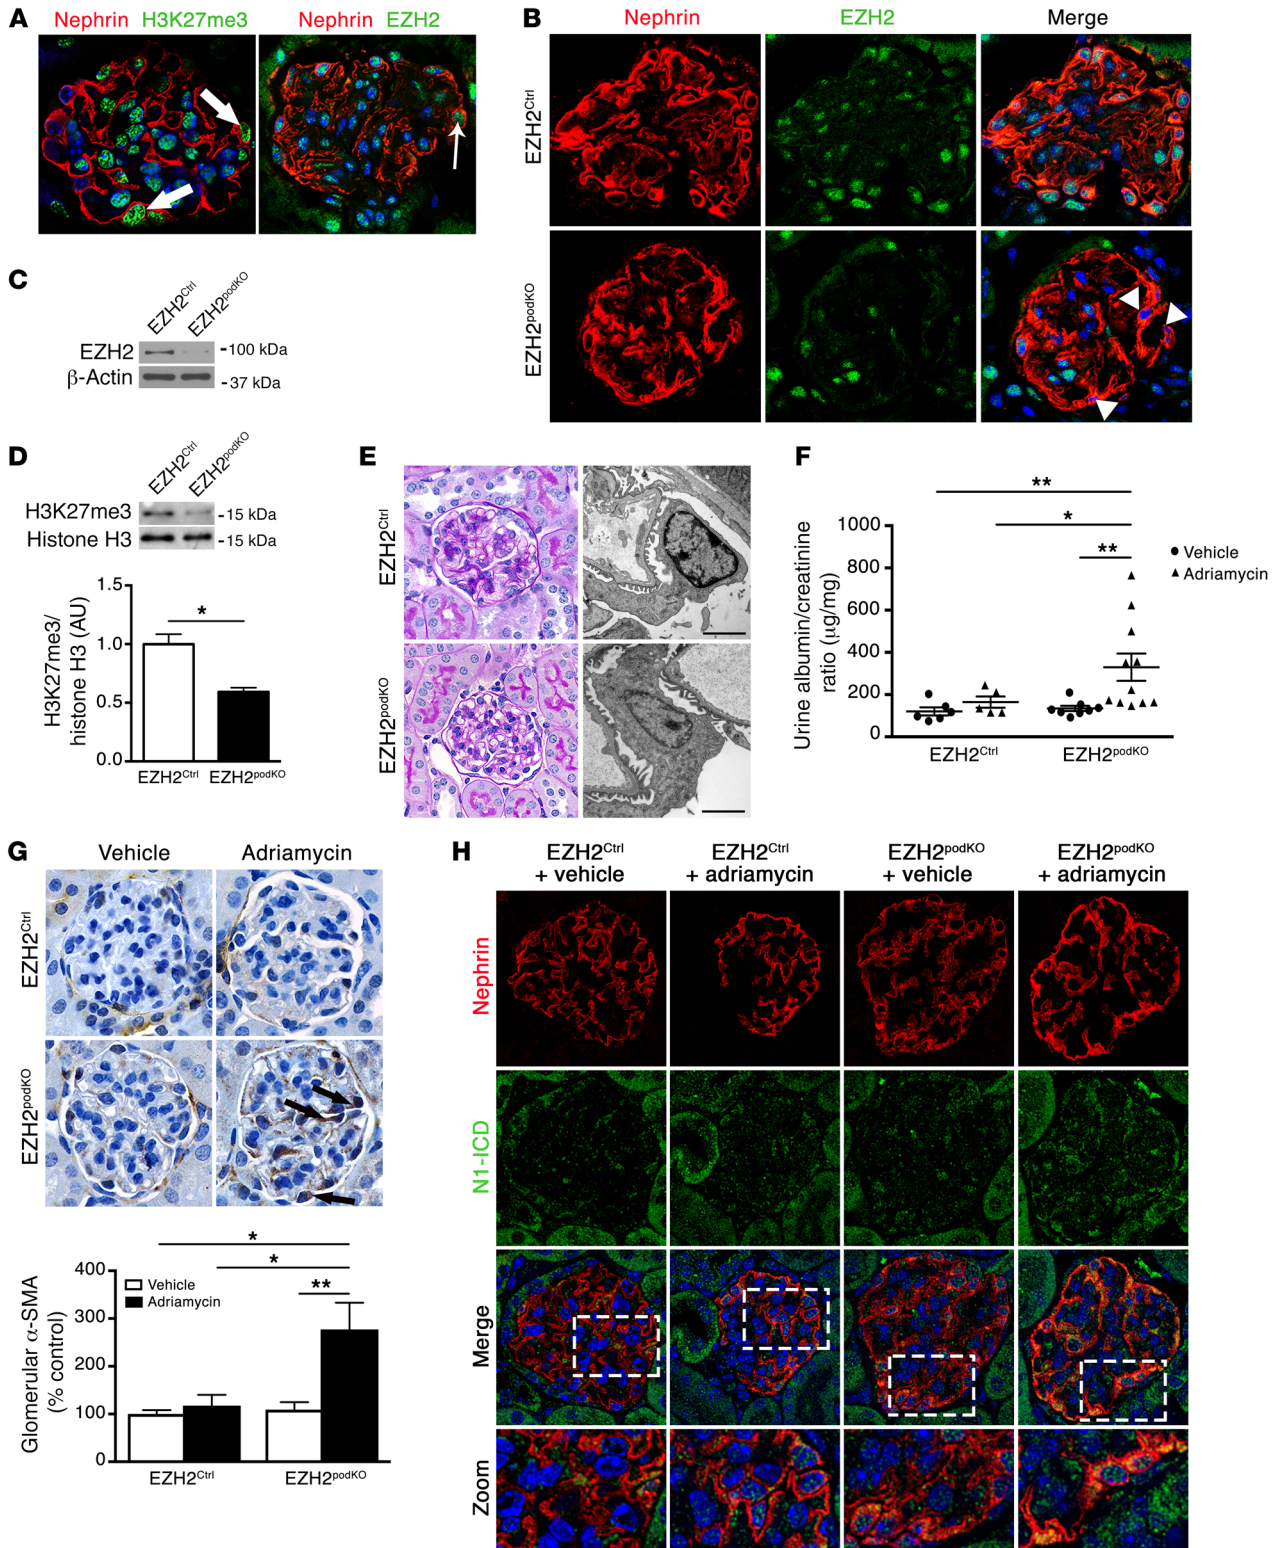 A
Nephrin H3K27me3
Nephrin EZH2
B
Nephrin
EZH2
Merge
EZH2Ctrl
EZH2podKO
C
EZH2Ctrl
EZH2podKO
EZH2
-100 kDa
β-Actin
-37 kDa
D
EZH2Ctrl
EZH2podKO
H3K27me3
-15 kDa
Histone H3
-15 kDa
H3K27me3/
histone H3 (AU)
1.5
1.0
0.5
0.0
*
EZH2Ctrl
EZH2podKO
E
EZH2Ctrl
EZH2podKO
F
Urine albumin/creatinine
ratio (µg/mg)
1000
800
600
400
200
0
**
*
**
Vehicle
Adriamycin
EZH2Ctrl
EZH2podKO
G
Vehicle
Adriamycin
EZH2Ctrl
EZH2podKO
Glomerular α-SMA
(% control)
400
300
200
100
0
*
*
**
Vehicle
Adriamycin
EZH2Ctrl
EZH2podKO
H
EZH2Ctrl
+ vehicle
EZH2Ctrl
+ adriamycin
EZH2podKO
+ vehicle
EZH2podKO
+ adriamycin
Nephrin
N1-ICD
Merge
Zoom